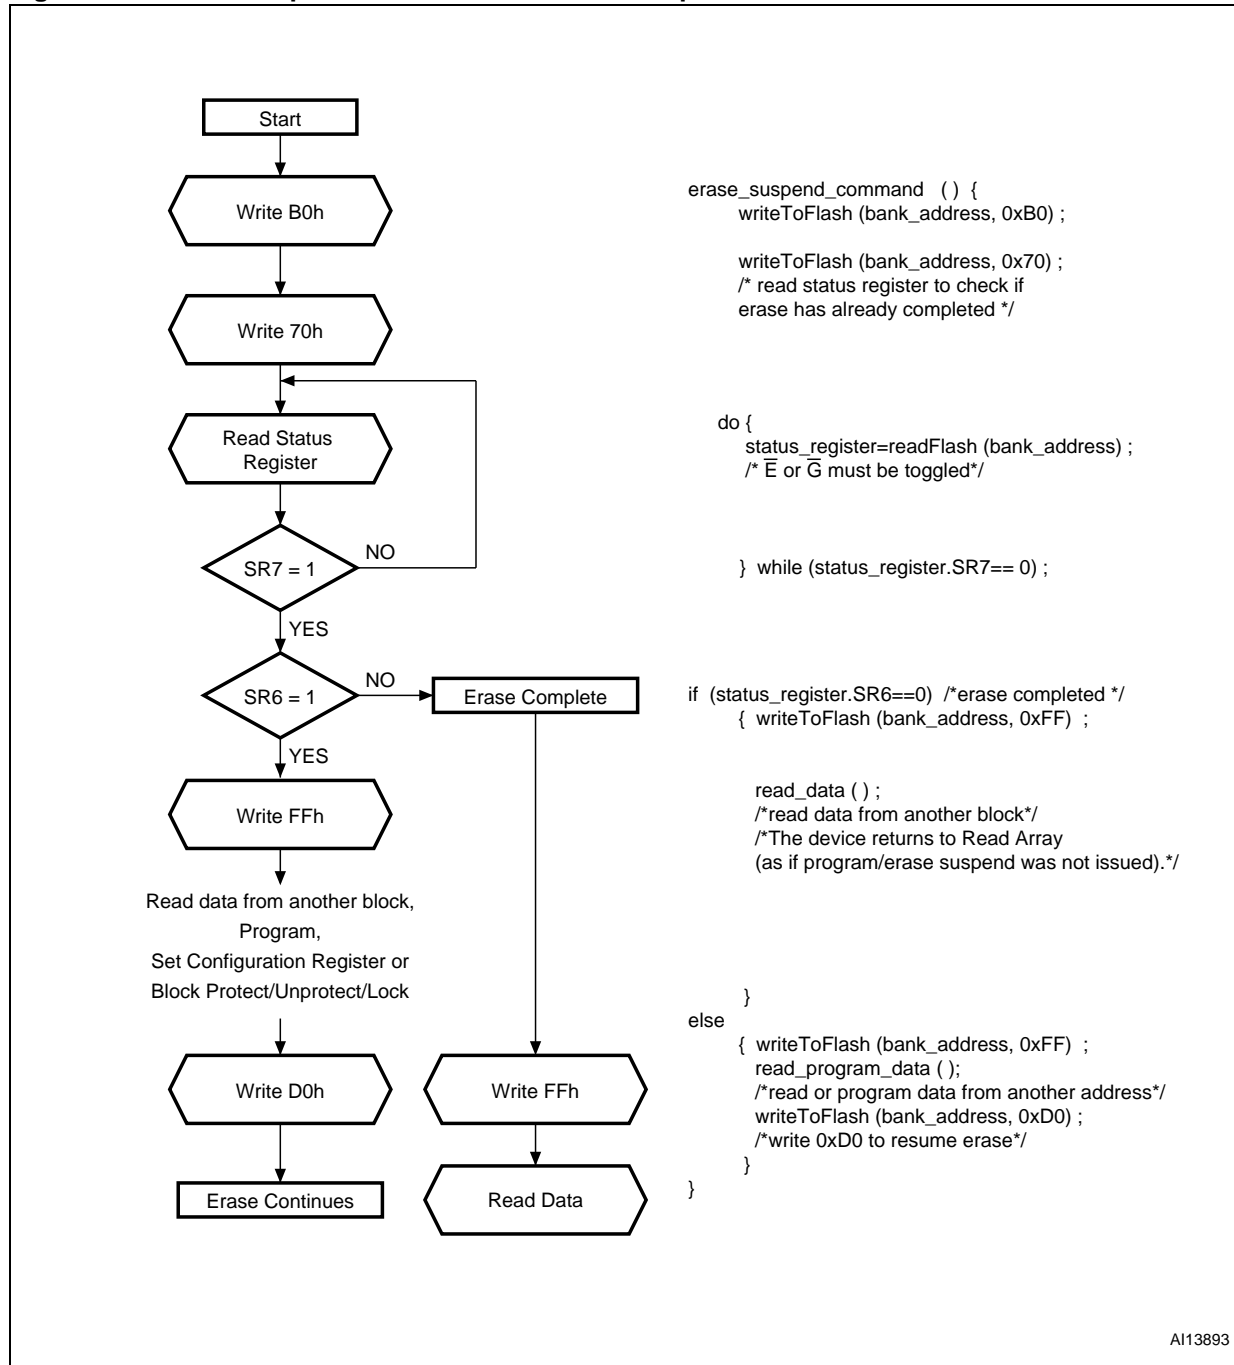 Start
Write B0h
Write 70h
Read Status
Register
NO
SR7 = 1
YES
NO
SR6 = 1
Erase Complete
YES
Write FFh
Read data from another block,
Program,
Set Configuration Register or
Block Protect/Unprotect/Lock
Write D0h
Write FFh
Erase Continues
Read Data
erase_suspend_command ( ) {
writeToFlash (bank_address, 0xB0) ;
writeToFlash (bank_address, 0x70) ;
/* read status register to check if
erase has already completed */
do {
status_register=readFlash (bank_address) ;
/* E̅ or G̅ must be toggled*/
} while (status_register.SR7== 0) ;
if (status_register.SR6==0) /*erase completed */
{ writeToFlash (bank_address, 0xFF) ;
read_data ( ) ;
/*read data from another block*/
/*The device returns to Read Array
(as if program/erase suspend was not issued).*/
}
else
{ writeToFlash (bank_address, 0xFF) ;
read_program_data ( );
/*read or program data from another address*/
writeToFlash (bank_address, 0xD0) ;
/*write 0xD0 to resume erase*/
}
}
AI13893